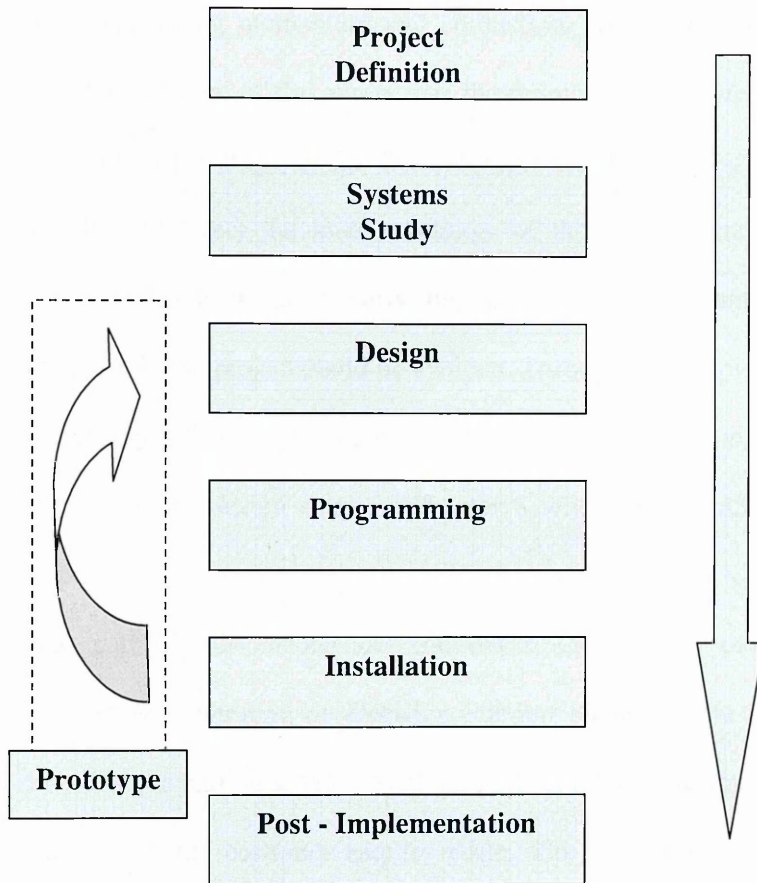 Project
Definition
Systems
Study
Design
Programming
Installation
Prototype
Post - Implementation